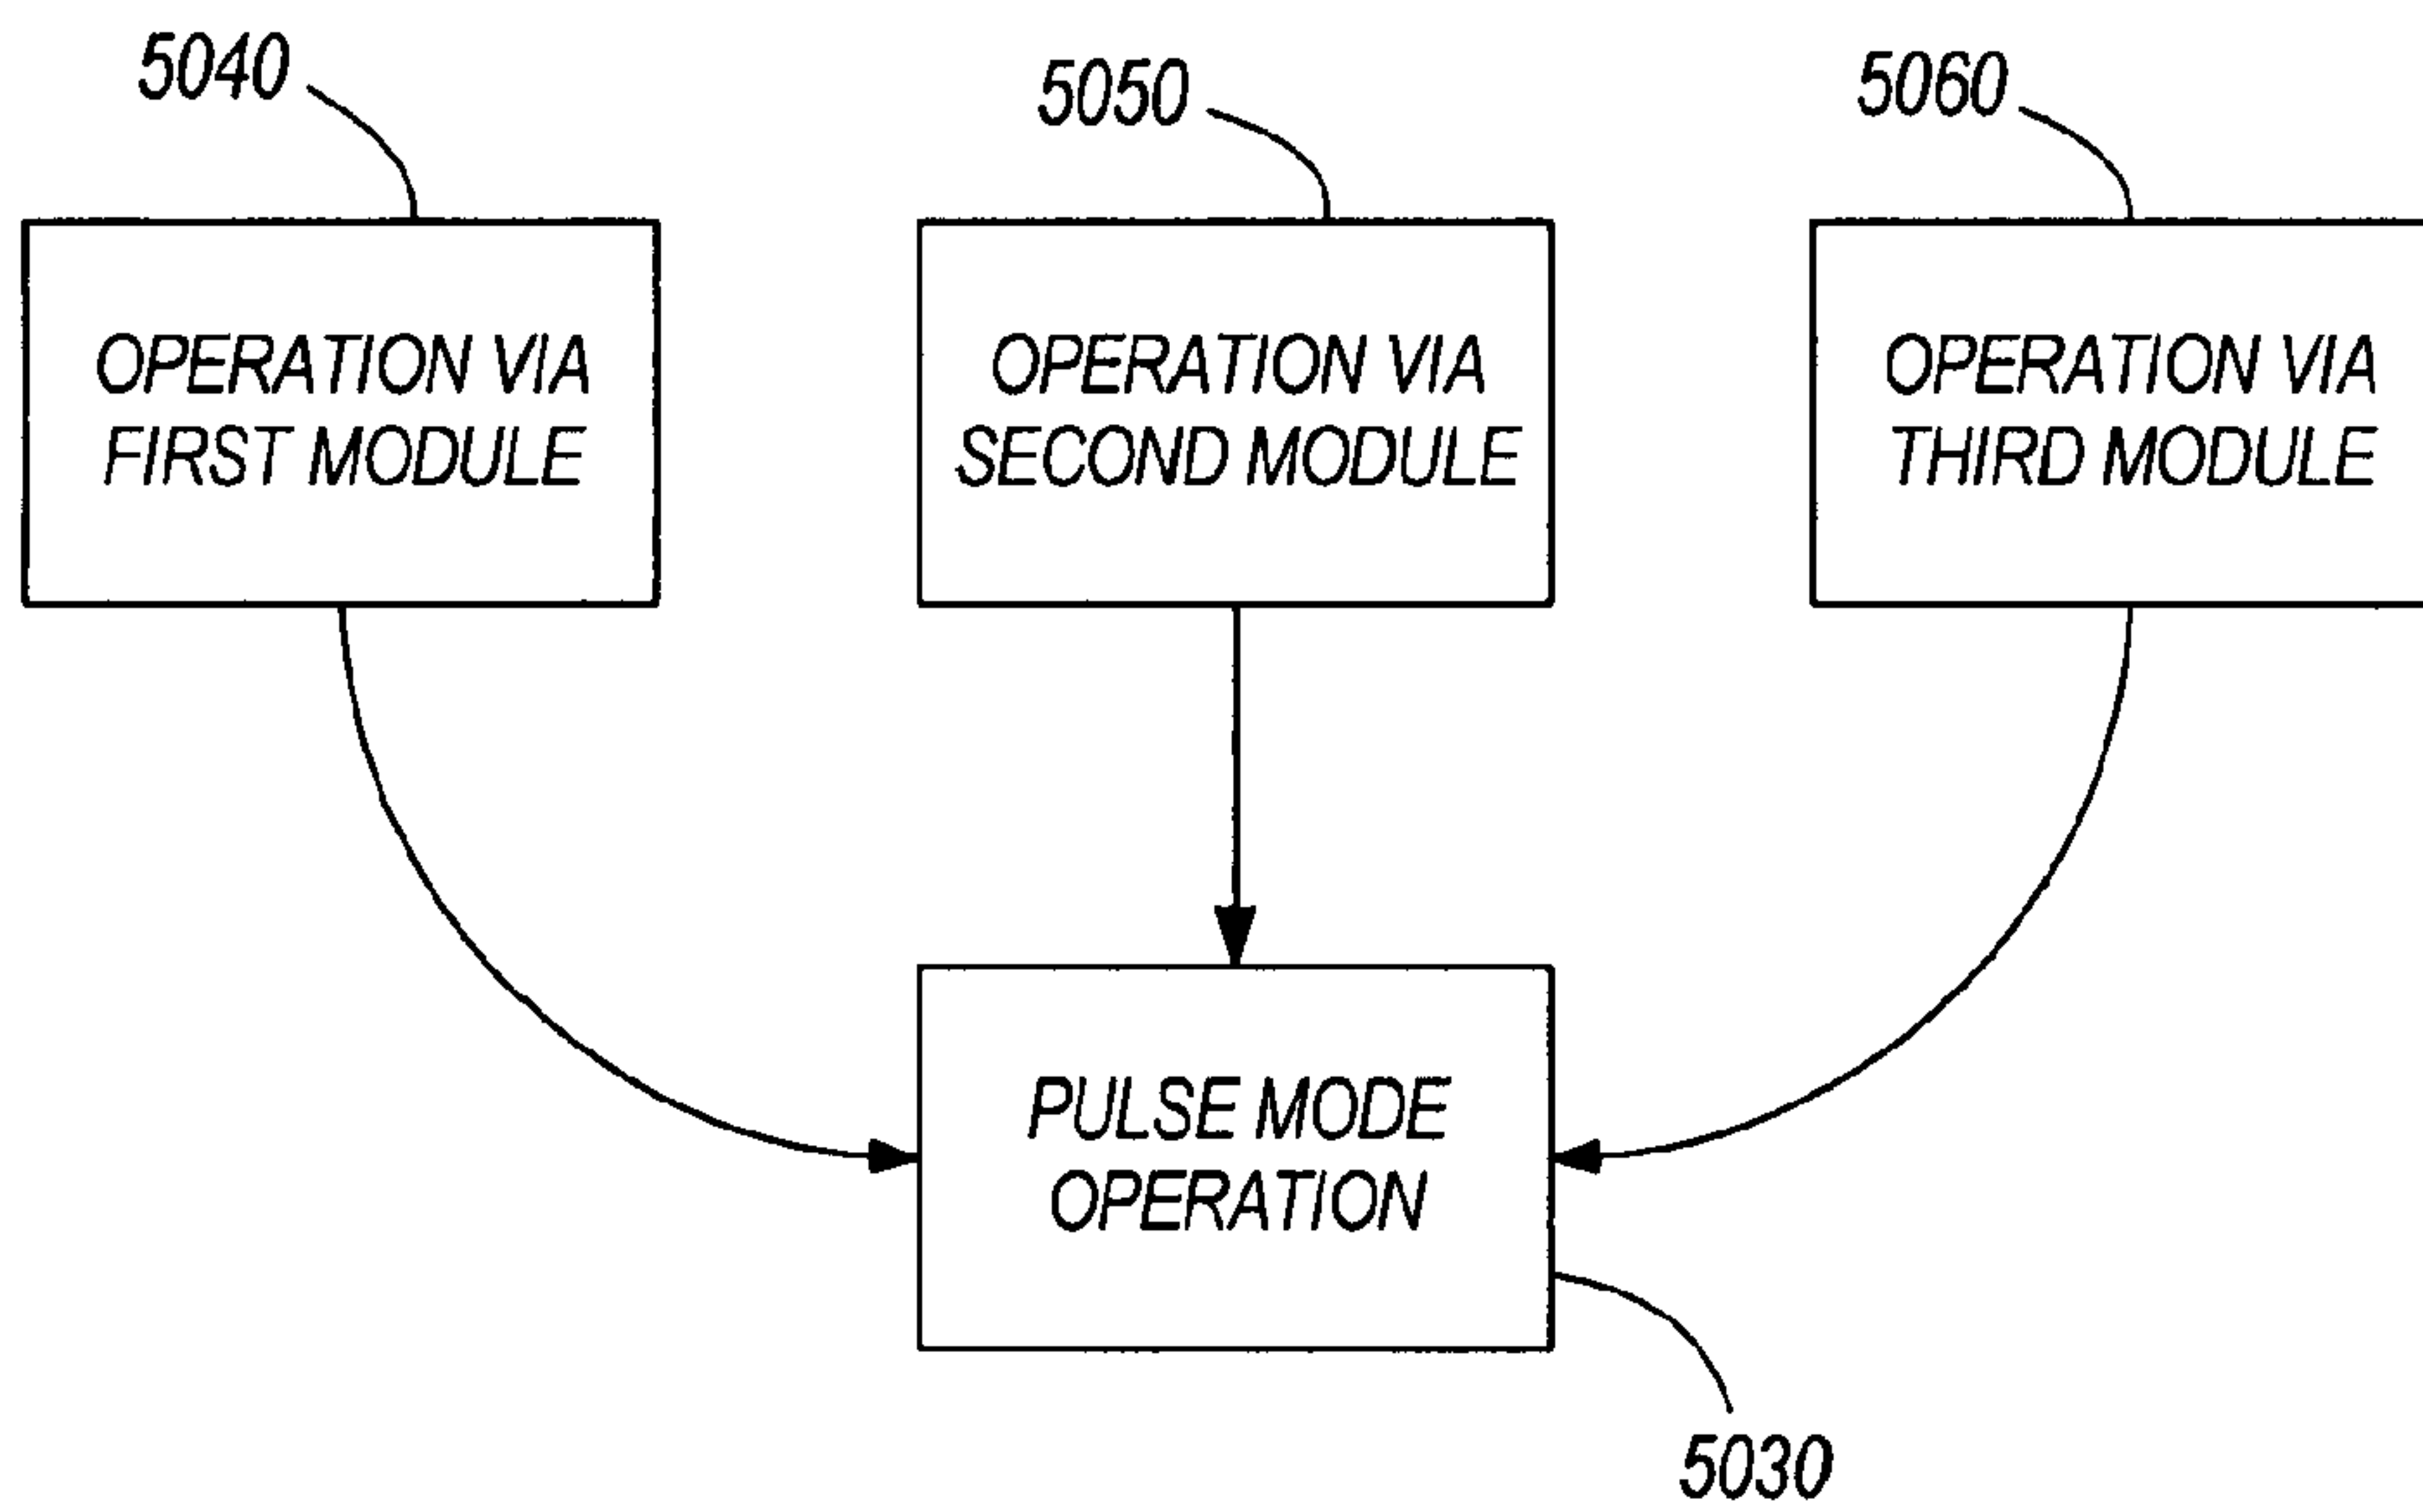 5040
5050
5060
OPERATION VIA
FIRST MODULE
OPERATION VIA
SECOND MODULE
OPERATION VIA
THIRD MODULE
PULSE MODE
OPERATION
5030